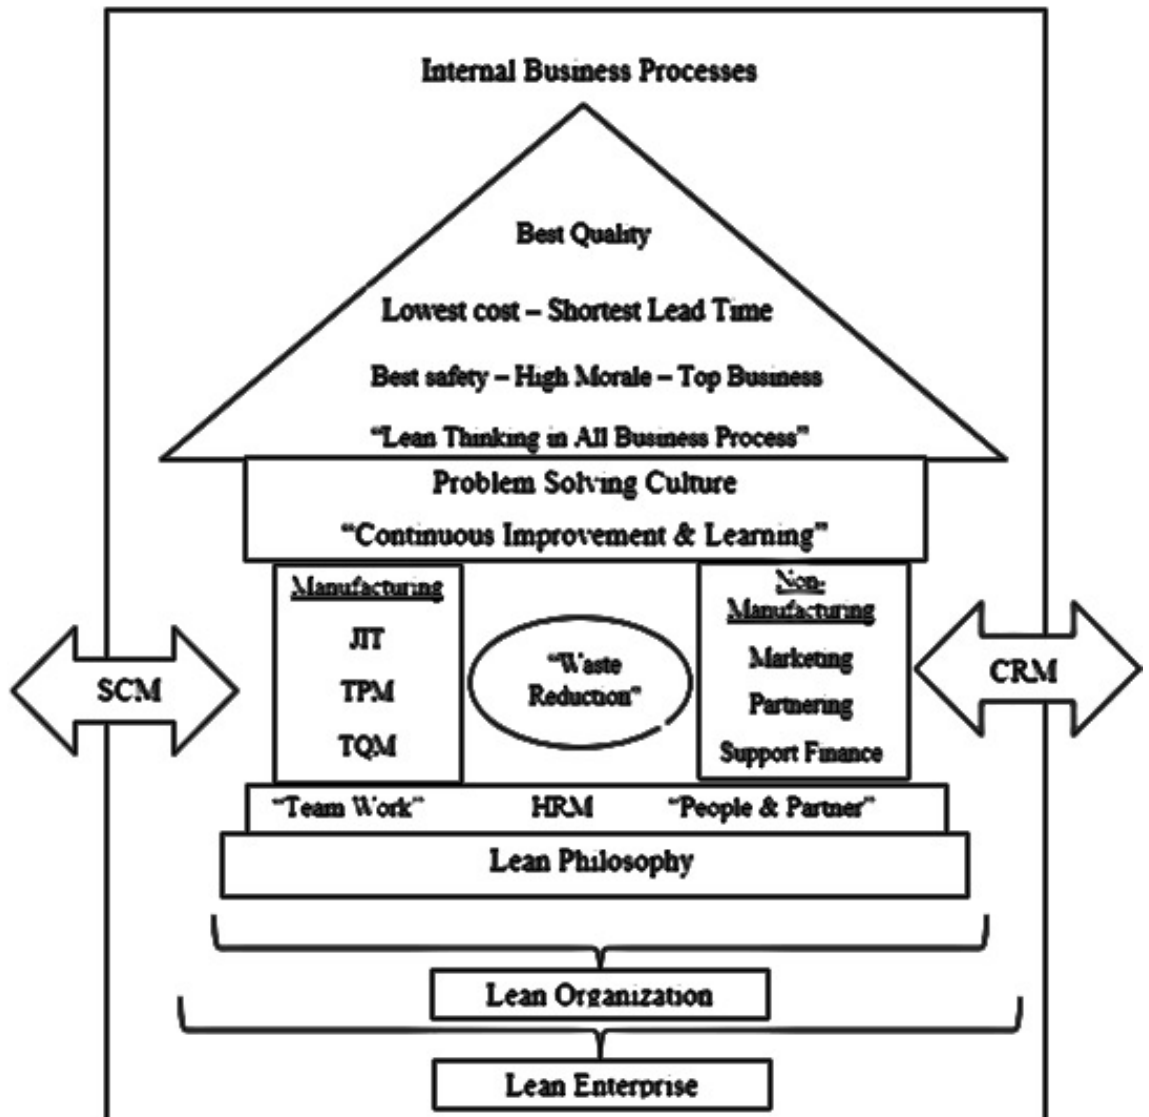 Internal Business Processes
Best Quality
Lowest cost – Shortest Lead Time
Best safety – High Morale – Top Business
“Lean Thinking in All Business Process”
Problem Solving Culture
“Continuous Improvement & Learning”
Manufacturing
JIT
TPM
TQM
“Waste
Reduction”
Non-
Manufacturing
Marketing
Partnering
Support Finance
SCM
CRM
“Team Work” HRM “People & Partner”
Lean Philosophy
Lean Organization
Lean Enterprise